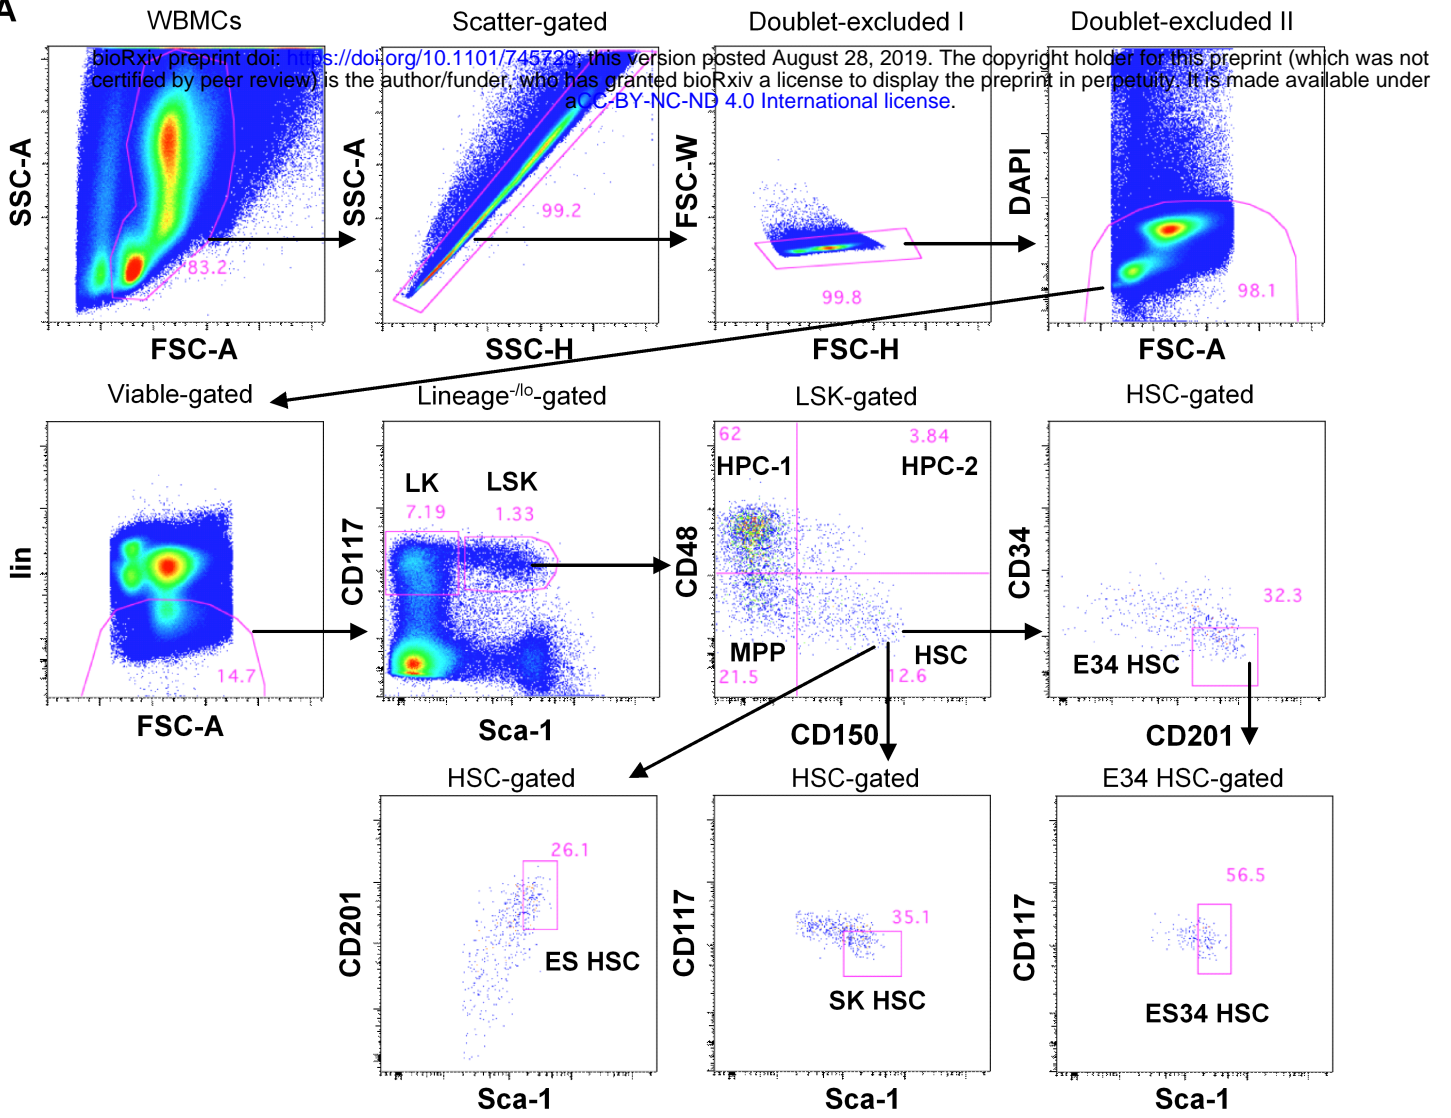 A
WBMCs
Scatter-gated
Doublet-excluded I
Doublet-excluded II
bioRxiv preprint doi: https://doi.org/10.1101/745729; this version posted August 28, 2019. The copyright holder for this preprint (which was not
certified by peer review) is the author/funder, who has granted bioRxiv a license to display the preprint in perpetuity. It is made available under
aCC-BY-NC-ND 4.0 International license.
SSC-A
83.2
FSC-A
SSC-A
99.2
SSC-H
FSC-W
99.8
FSC-H
DAPI
98.1
FSC-A
Viable-gated
Lineage-/lo-gated
LSK-gated
HSC-gated
lin
14.7
FSC-A
CD117
LK
7.19
LSK
1.33
Sca-1
CD48
62
HPC-1
3.84
HPC-2
MPP
21.5
HSC
12.6
CD150
CD34
32.3
E34 HSC
CD201
HSC-gated
HSC-gated
E34 HSC-gated
CD201
26.1
ES HSC
Sca-1
CD117
35.1
SK HSC
Sca-1
CD117
56.5
ES34 HSC
Sca-1